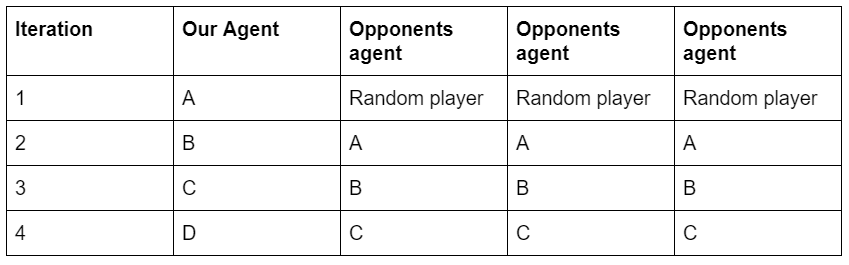 Iteration Our Agent Opponents agent Opponents agent Opponents agent
1 A Random player Random player Random player
2 B A A A
3 C B B B
4 D C C C